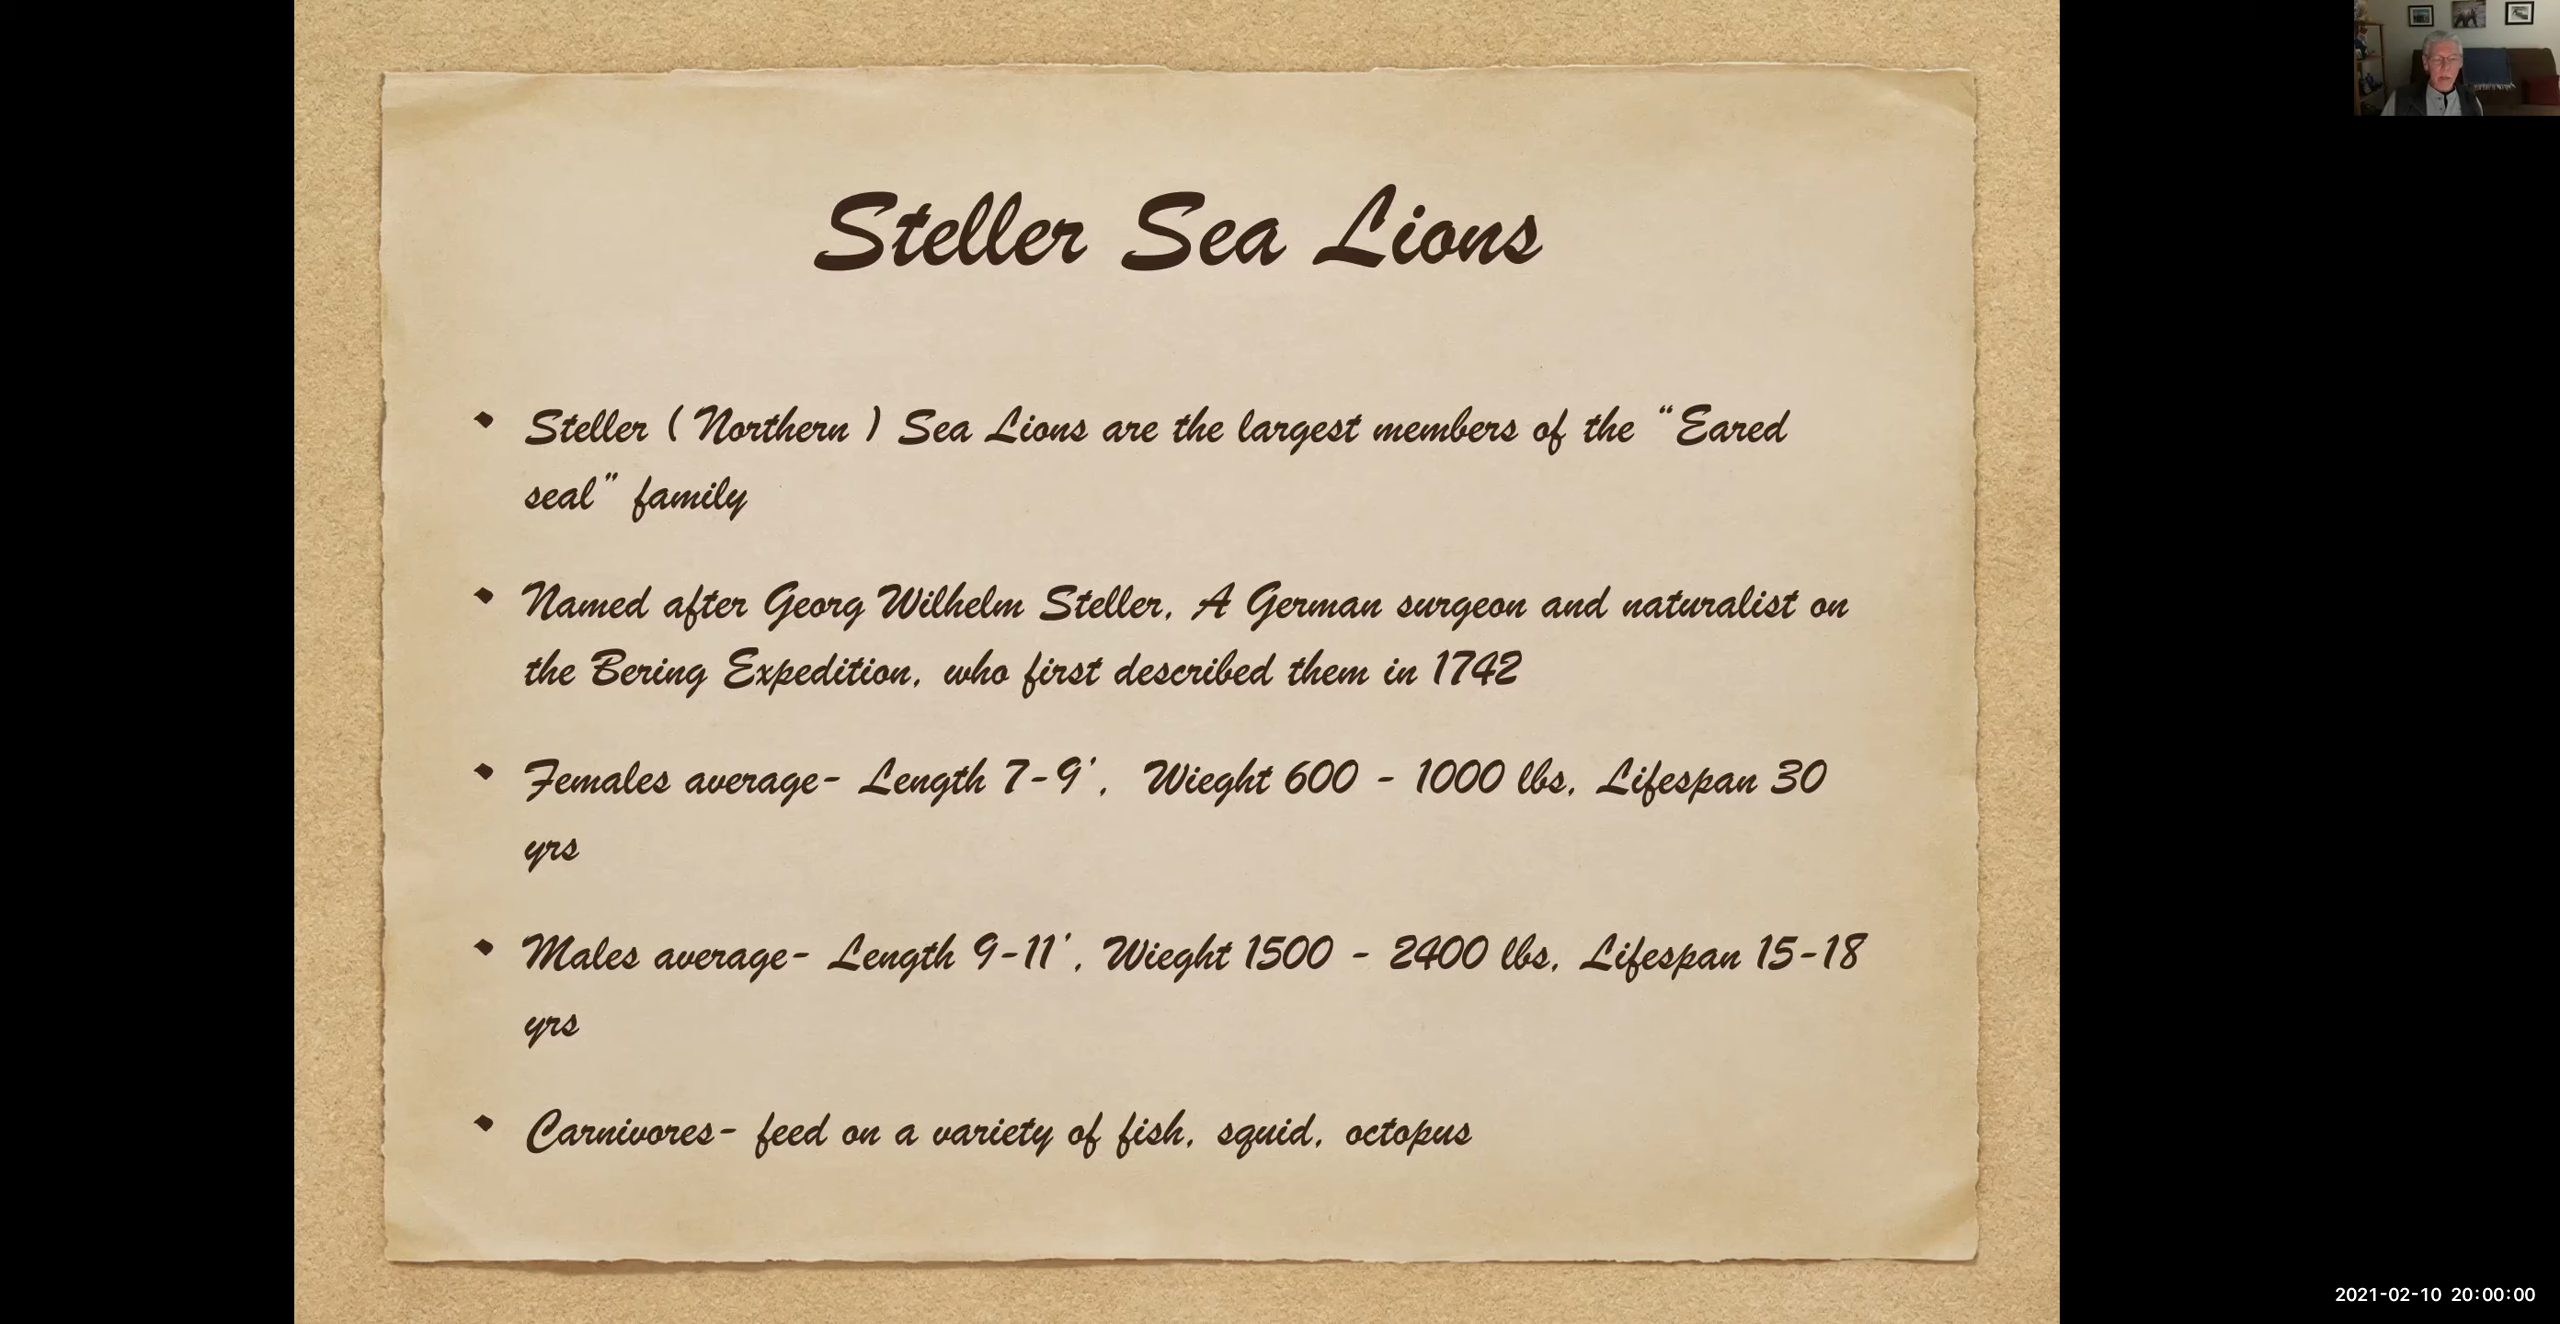 Steller Sea Lions
• Steller ( Northern ) Sea Lions are the largest members of the “Eared
seal” family
• Named after Georg Wilhelm Steller, A German surgeon and naturalist on
the Bering Expedition, who first described them in 1742
• Females average- Length 7-9’, Wieght 600 - 1000 lbs, Lifespan 30
yrs
• Males average- Length 9-11’, Wieght 1500 - 2400 lbs, Lifespan 15-18
yrs
• Carnivores- feed on a variety of fish, squid, octopus
2021-02-10 20:00:00